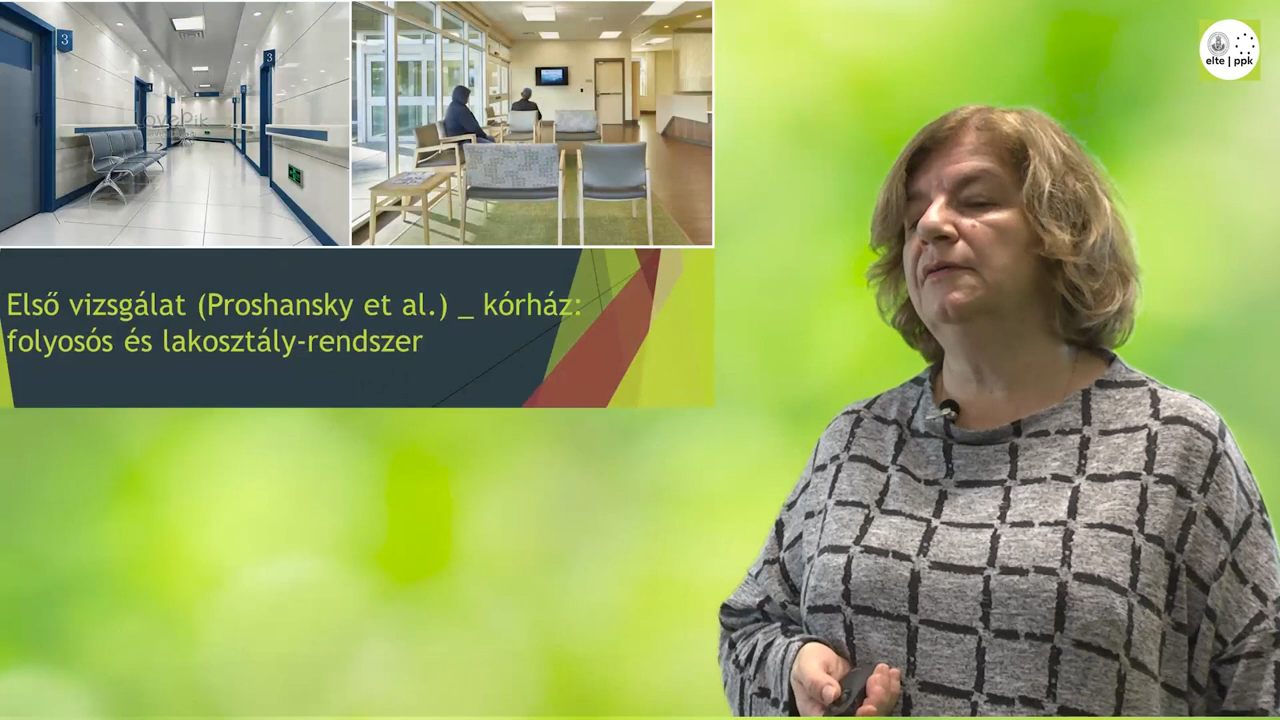 3
3
elte | ppk
Első vizsgálat (Proshansky et al.) _ kórház:
folyosós és lakosztály-rendszer